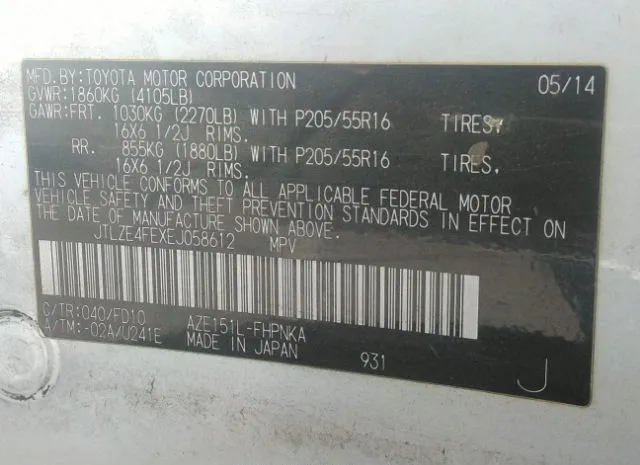 MFD.BY:TOYOTA MOTOR CORPORATION 05/14
GVWR:1860KG (4105LB)
GAWR:FRT. 1030KG (2270LB) WITH P205/55R16 TIRES,
16X6 1/2J RIMS.
RR. 855KG (1880LB) WITH P205/55R16 TIRES,
16X6 1/2J RIMS.
THIS VEHICLE CONFORMS TO ALL APPLICABLE FEDERAL MOTOR
VEHICLE SAFETY AND THEFT PREVENTION STANDARDS IN EFFECT ON
THE DATE OF MANUFACTURE SHOWN ABOVE.
JTLZE4FEXEJ058612 MPV
C/TR:040/FD10 AZE151L-FHPNKA
A/TM:-02A/U241E MADE IN JAPAN 931 J